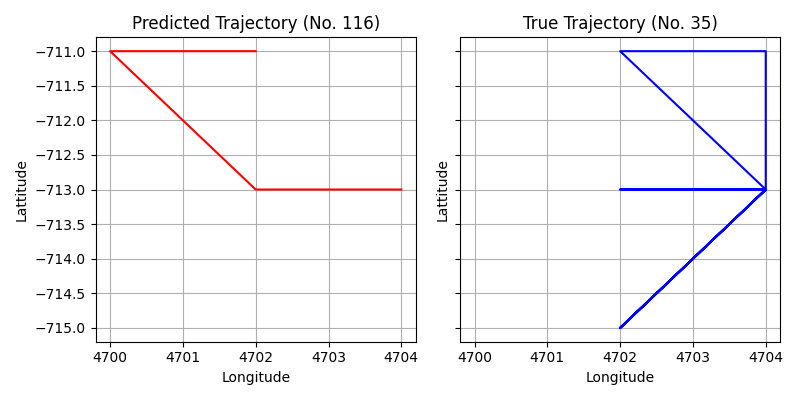 Predicted Trajectory (No. 116)
Lattitude
−711.0
−711.5
−712.0
−712.5
−713.0
−713.5
−714.0
−714.5
−715.0
4700 4701 4702 4703 4704
Longitude
True Trajectory (No. 35)
Lattitude
4700 4701 4702 4703 4704
Longitude